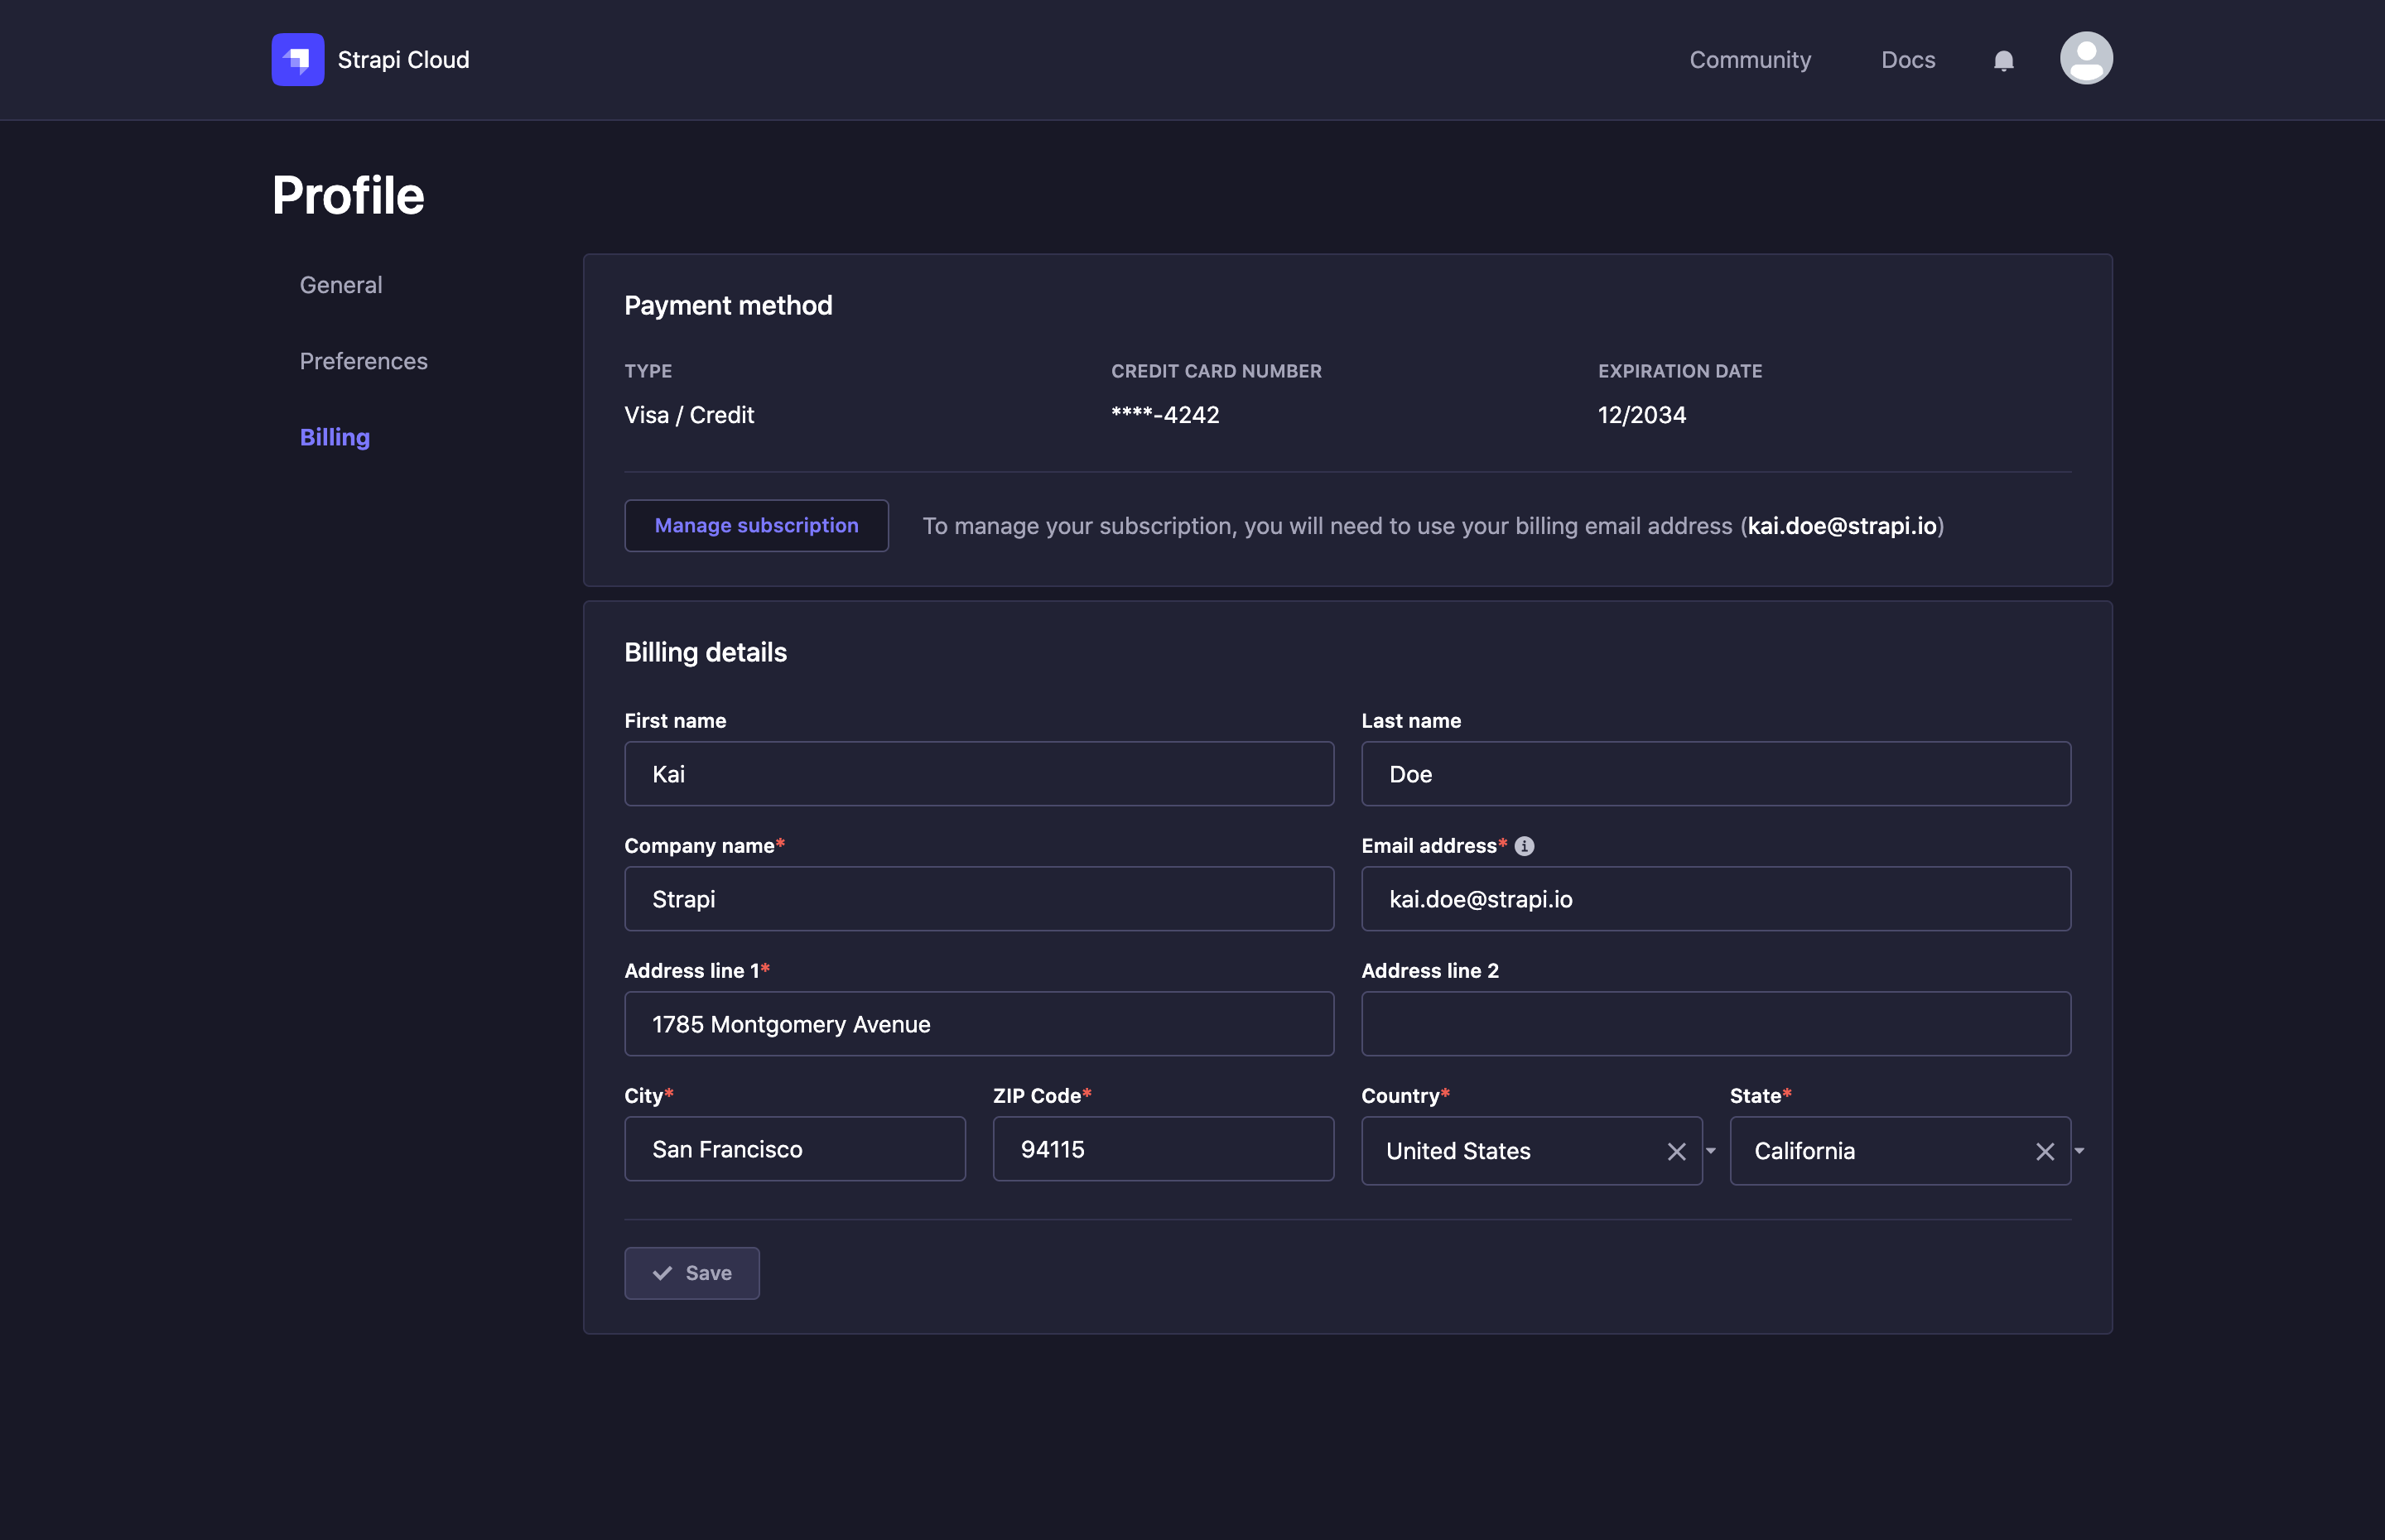 Strapi Cloud
Community
Docs
Profile
General
Preferences
Billing
Payment method
TYPE
CREDIT CARD NUMBER
EXPIRATION DATE
Visa / Credit
****-4242
12/2034
Manage subscription
To manage your subscription, you will need to use your billing email address (kai.doe@strapi.io)
Billing details
First name
Last name
Kai
Doe
Company name*
Email address*
Strapi
kai.doe@strapi.io
Address line 1*
Address line 2
1785 Montgomery Avenue
City*
ZIP Code*
Country*
State*
San Francisco
94115
United States
California
Save